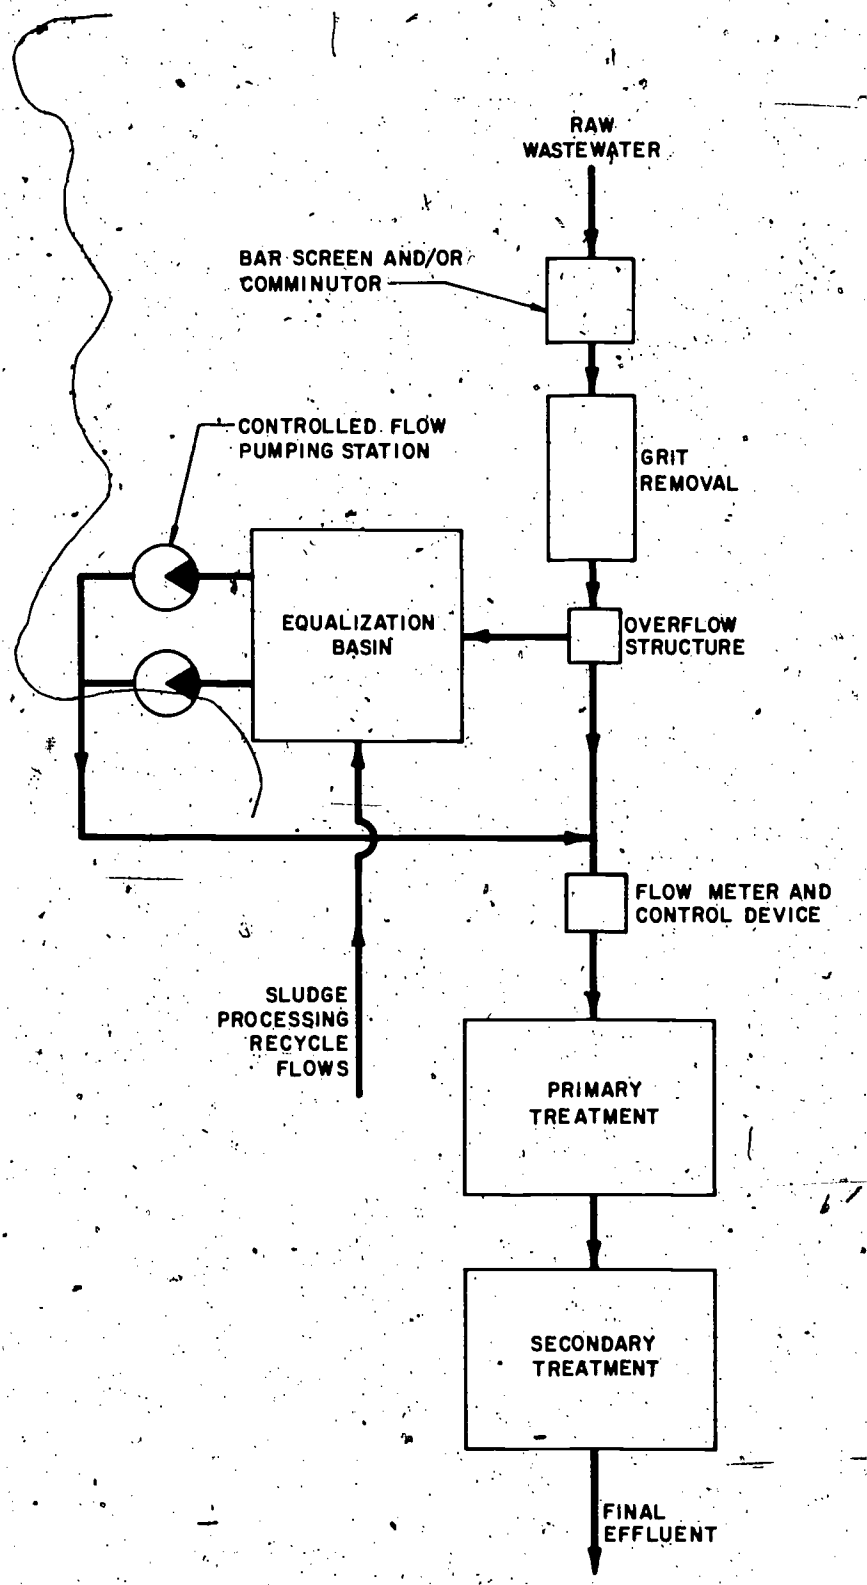 RAW
WASTEWATER
BAR SCREEN AND/OR
COMMINUTOR
CONTROLLED FLOW
PUMPING STATION
GRIT
REMOVAL
EQUALIZATION
BASIN
OVERFLOW
STRUCTURE
FLOW METER AND
CONTROL DEVICE
SLUDGE
PROCESSING
RECYCLE
FLOWS
PRIMARY
TREATMENT
SECONDARY
TREATMENT
FINAL
EFFLUENT